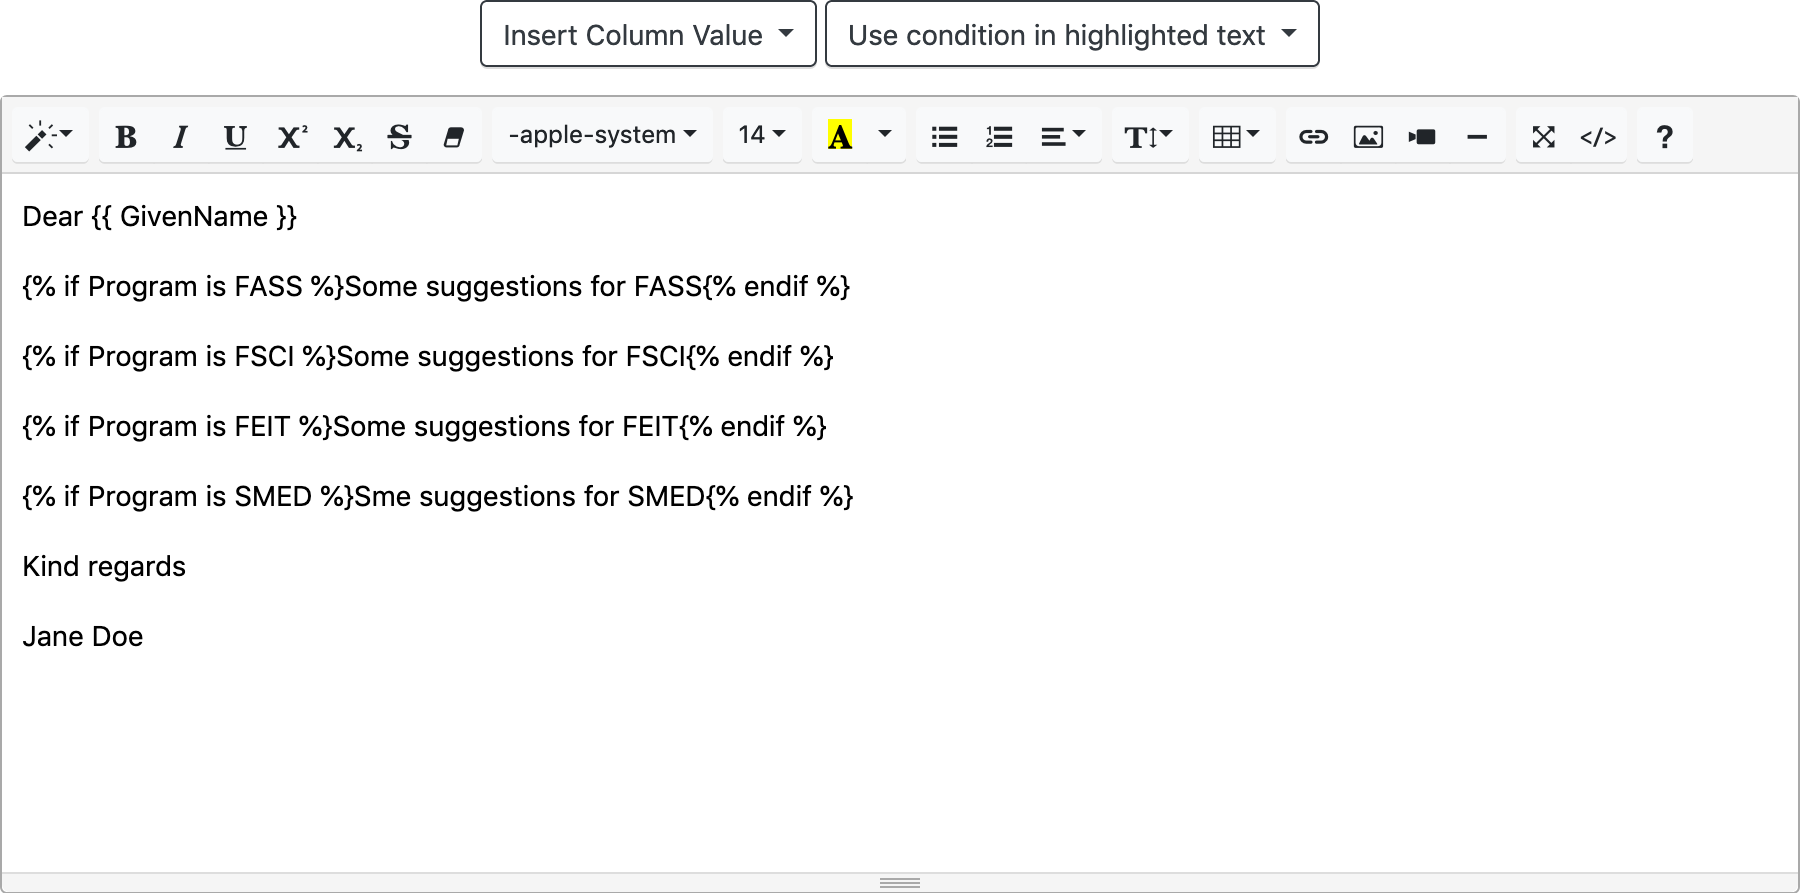 Insert Column Value Use condition in highlighted text
B I U X² X₂ S -apple-system 14 A T </> ?
Dear {{ GivenName }}
{% if Program is FASS %}Some suggestions for FASS{% endif %}
{% if Program is FSCI %}Some suggestions for FSCI{% endif %}
{% if Program is FEIT %}Some suggestions for FEIT{% endif %}
{% if Program is SMED %}Sme suggestions for SMED{% endif %}
Kind regards
Jane Doe